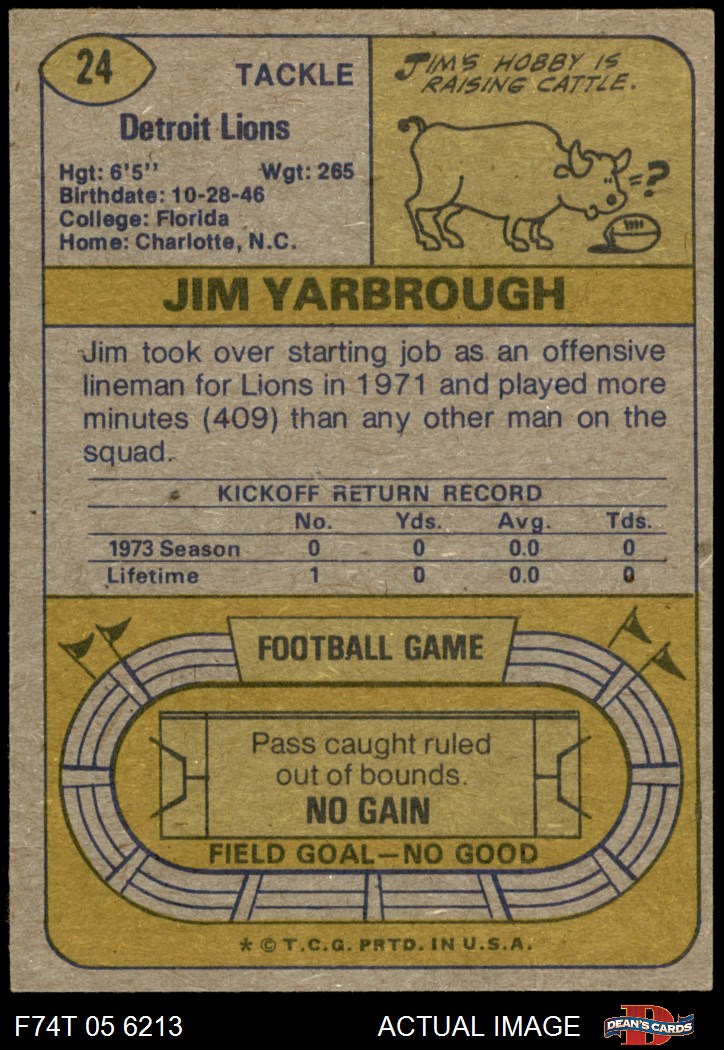 24
TACKLE
Detroit Lions
Hgt: 6'5'' Wgt: 265
Birthdate: 10-28-46
College: Florida
Home: Charlotte, N.C.
JIM'S HOBBY IS
RAISING CATTLE.
=?
JIM YARBROUGH
Jim took over starting job as an offensive
lineman for Lions in 1971 and played more
minutes (409) than any other man on the
squad.
KICKOFF RETURN RECORD
No. Yds. Avg. Tds.
1973 Season 0 0 0.0 0
Lifetime 1 0 0.0 0
FOOTBALL GAME
Pass caught ruled
out of bounds.
NO GAIN
FIELD GOAL—NO GOOD
* © T.C.G. PRTD. IN U.S.A.
F74T 05 6213 ACTUAL IMAGE
D
DEAN'S CARDS